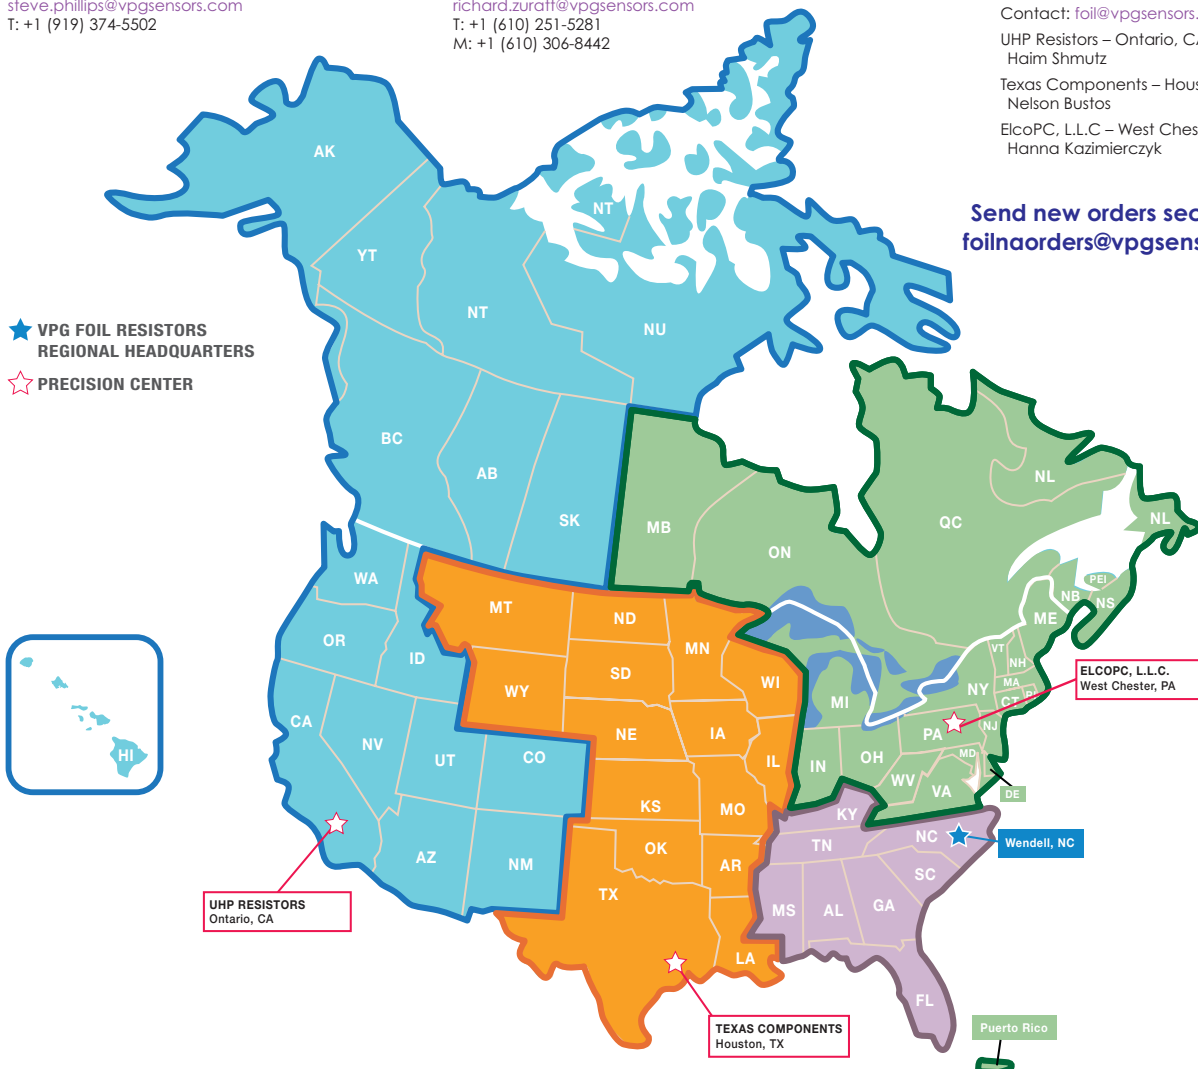 steve.phillips@vpgsensors.com
T: +1 (919) 374-5502
richard.zuratt@vpgsensors.com
T: +1 (610) 251-5281
M: +1 (610) 306-8442
Contact: foil@vpgsensors.
UHP Resistors – Ontario, CA
Haim Shmutz
Texas Components – Hous
Nelson Bustos
ElcoPC, L.L.C – West Ches
Hanna Kazimierczyk
Send new orders sec
foilnaorders@vpgsens
VPG FOIL RESISTORS
REGIONAL HEADQUARTERS
PRECISION CENTER
AK
YT
NT
NT
NU
BC
AB
SK
MB
ON
QC
NL
NL
PEI
NB
NS
ME
WA
OR
ID
MT
ND
MN
SD
WY
WI
MI
VT
NH
MA
NY
CT
ELCOPC, L.L.C.
West Chester, PA
CA
NV
UT
CO
NE
IA
IL
IN
OH
PA
NJ
MD
WV
VA
DE
HI
KS
MO
KY
NC
Wendell, NC
TN
SC
AZ
NM
OK
AR
TX
MS
AL
GA
LA
FL
UHP RESISTORS
Ontario, CA
TEXAS COMPONENTS
Houston, TX
Puerto Rico